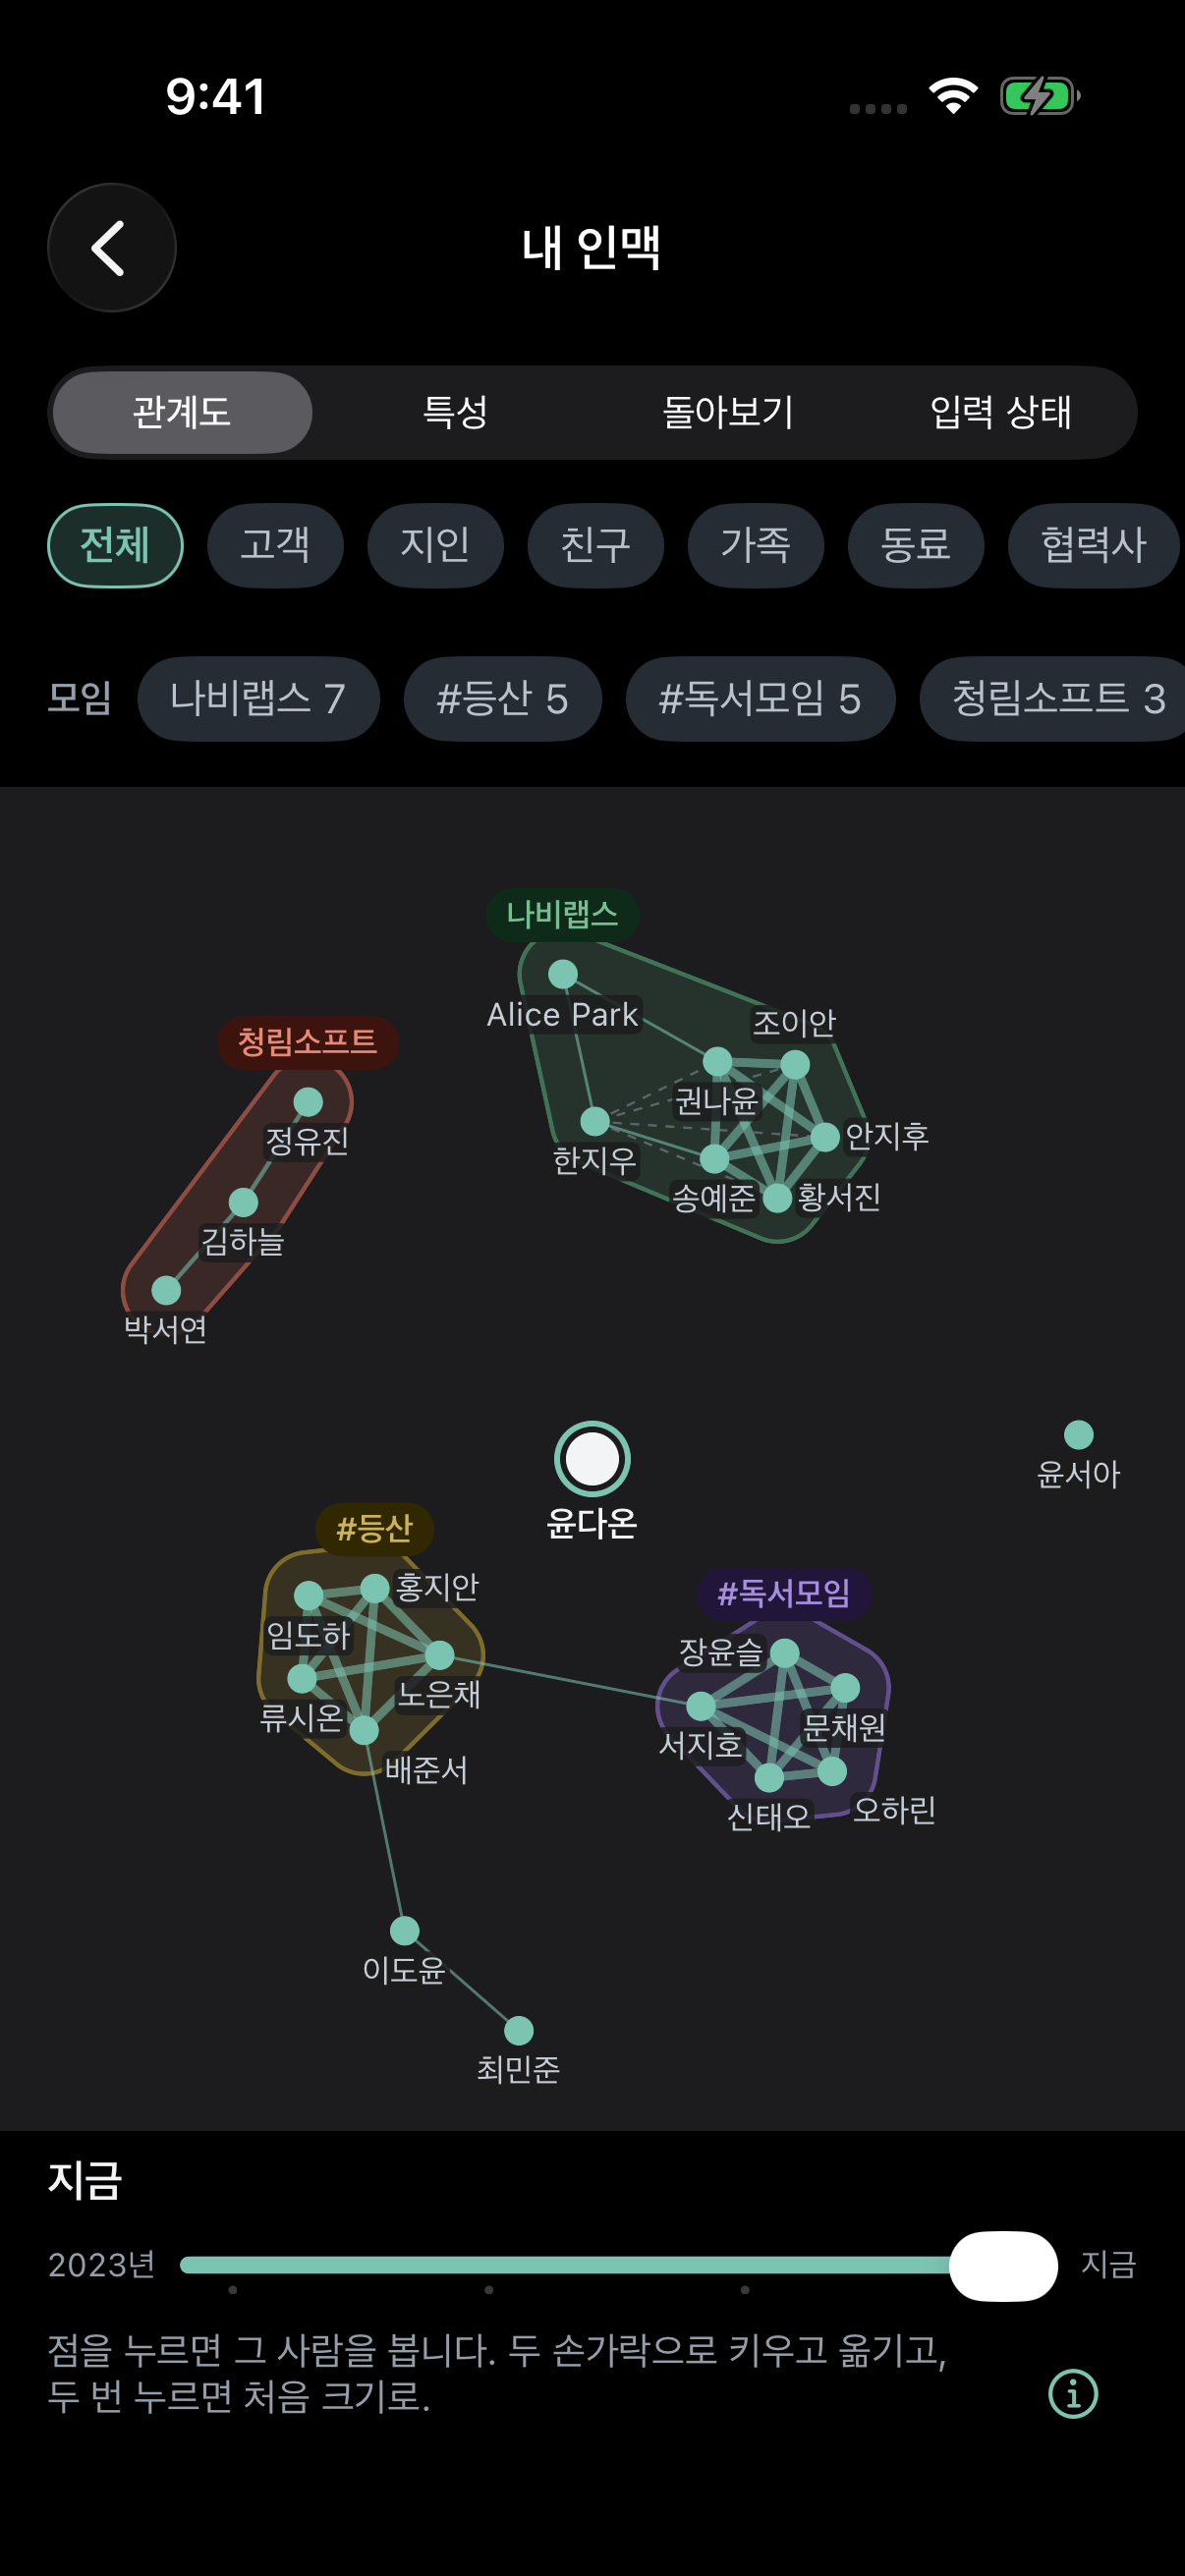 9:41
내 인맥
관계도 특성 돌아보기 입력 상태
전체 고객 지인 친구 가족 동료 협력사
모임 나비랩스 7 #등산 5 #독서모임 5 청림소프트 3
나비랩스
Alice Park
조이안
청림소프트
권나윤
정유진
안지후
한지우
송예준 황서진
김하늘
박서연
윤서아
윤다온
#등산
홍지안
#독서모임
임도하
장윤슬
노은채
류시온
문채원
서지호
배준서
오하린
신태오
이도윤
최민준
지금
2023년 지금
점을 누르면 그 사람을 봅니다. 두 손가락으로 키우고 옮기고,
두 번 누르면 처음 크기로.